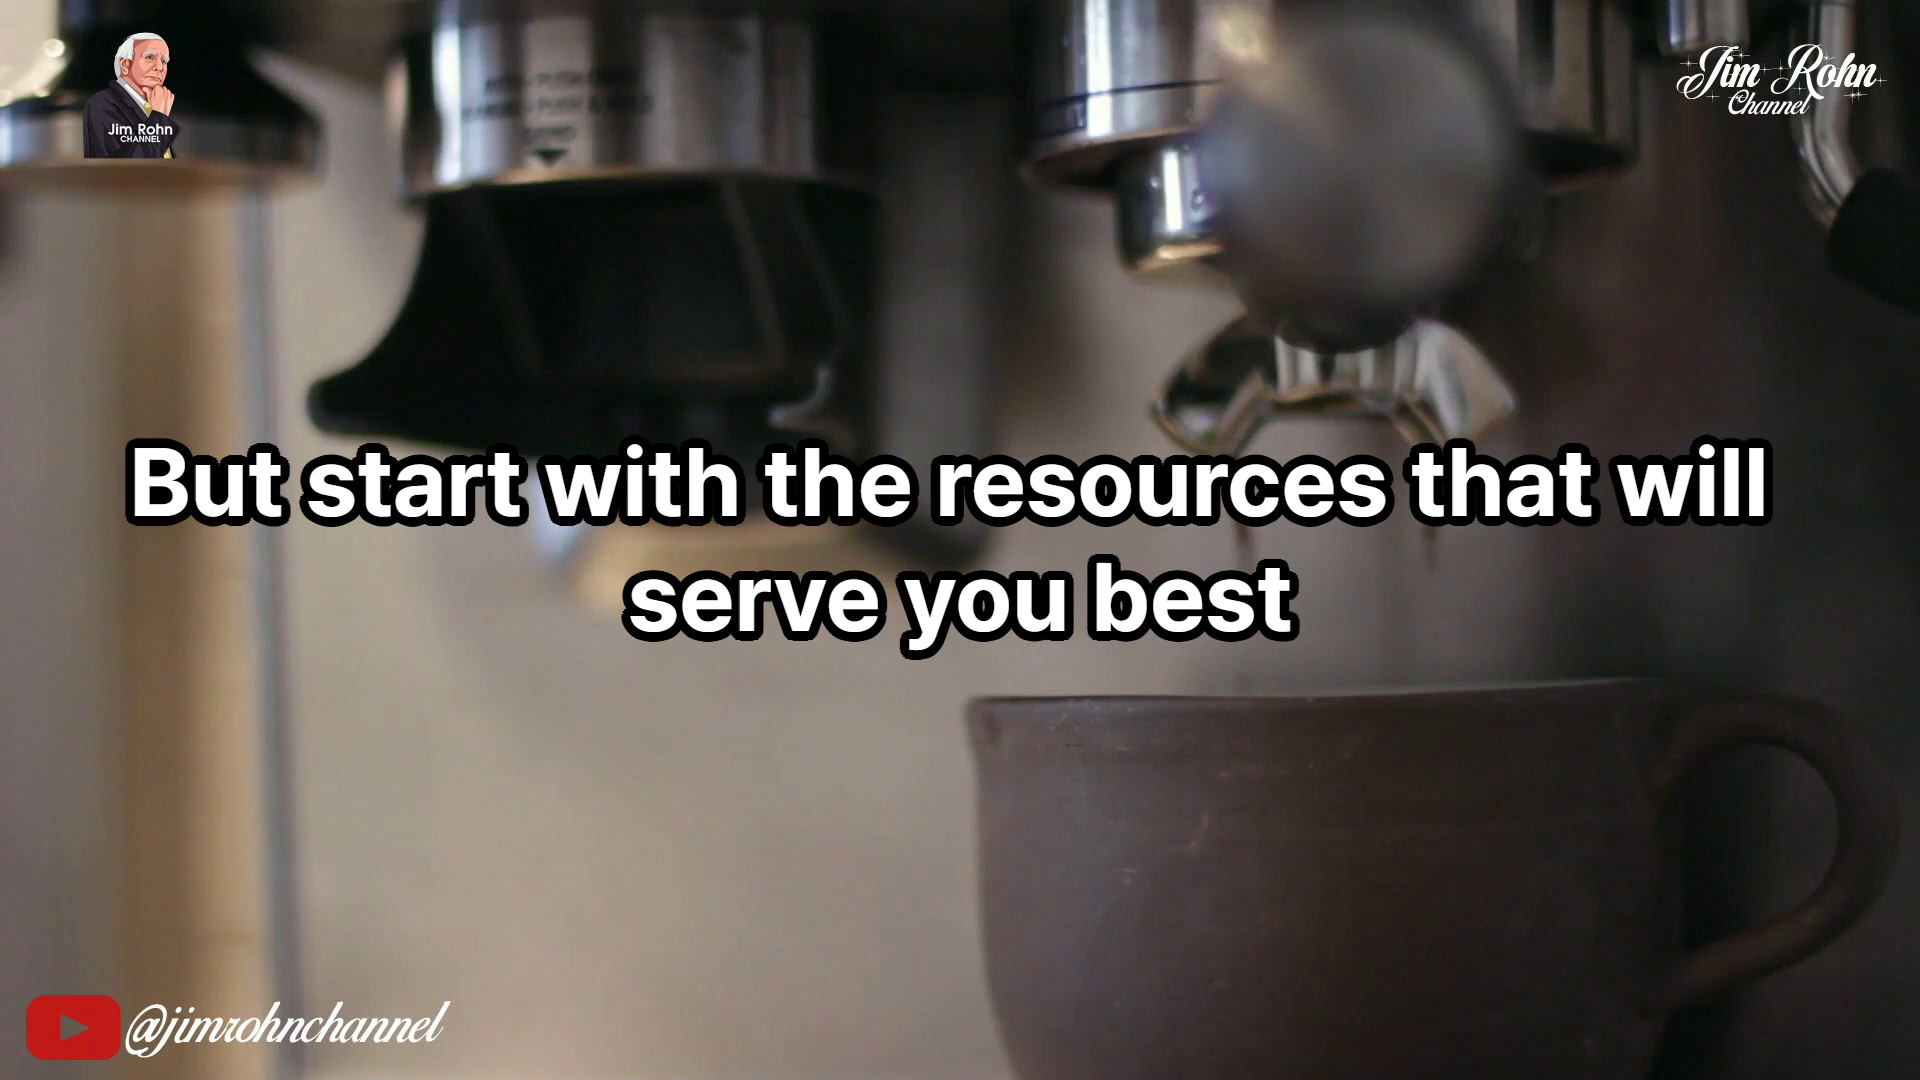 Jim Rohn
CHANNEL
Jim Rohn
Channel
But start with the resources that will
serve you best
@jimrohnchannel